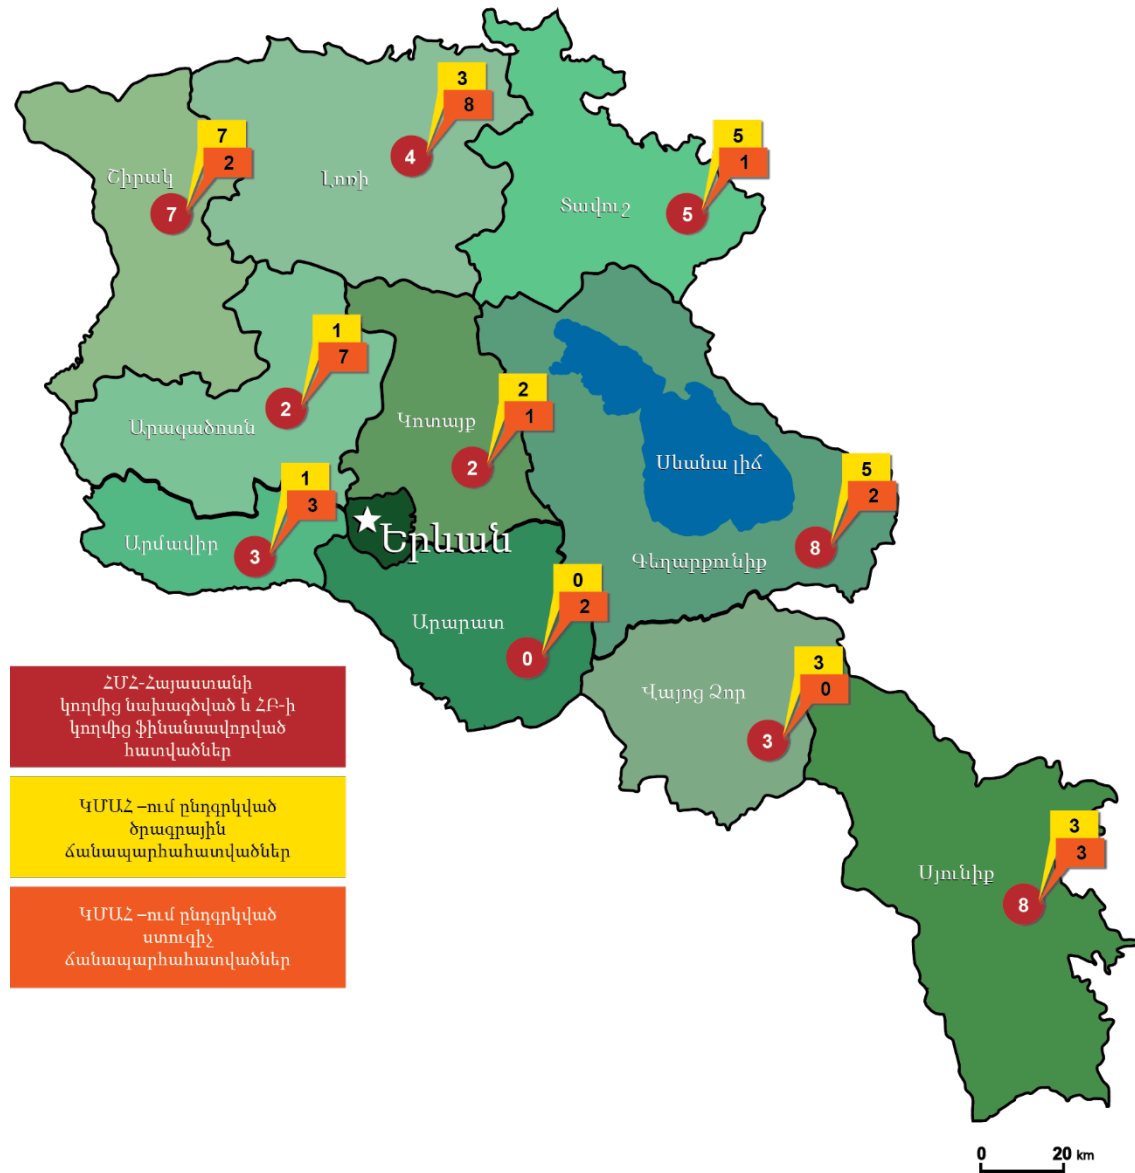 3
8
4
Լոռի
7
2
7
Շիրակ
5
1
5
Տավուշ
1
7
2
Արագածոտն
2
1
2
Կոտայք
Սևանա լիճ
5
2
8
Գեղարքունիք
1
3
3
Արմավիր
Երևան
0
2
0
Արարատ
3
0
3
Վայոց Ձոր
3
3
8
Սյունիք
ՀՄՀ-Հայաստանի
կողմից նախագծված և ՀԲ-ի
կողմից ֆինանսավորված
հատվածներ
ԿՄԱՀ –ում ընդգրկված
ծրագրային
ճանապարհահատվածներ
ԿՄԱՀ –ում ընդգրկված
ստուգիչ
ճանապարհահատվածներ
0 20 km